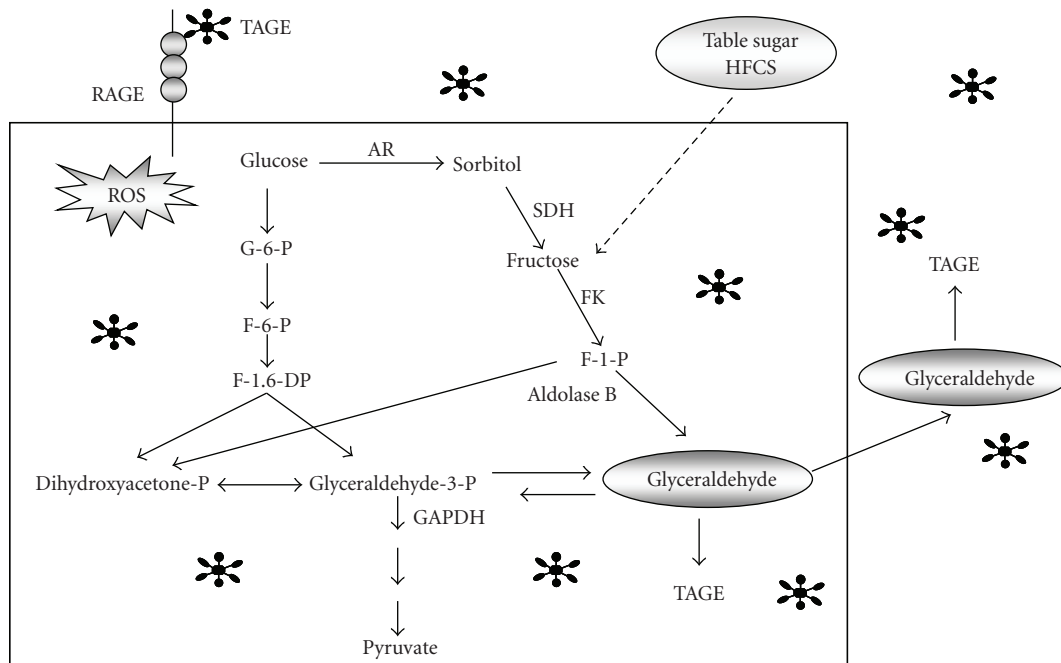 TAGE
Table sugar
HFCS
RAGE
ROS
Glucose
AR
Sorbitol
SDH
G-6-P
Fructose
TAGE
FK
F-6-P
F-1-P
F-1.6-DP
Aldolase B
Glyceraldehyde
Dihydroxyacetone-P
Glyceraldehyde-3-P
Glyceraldehyde
GAPDH
TAGE
Pyruvate